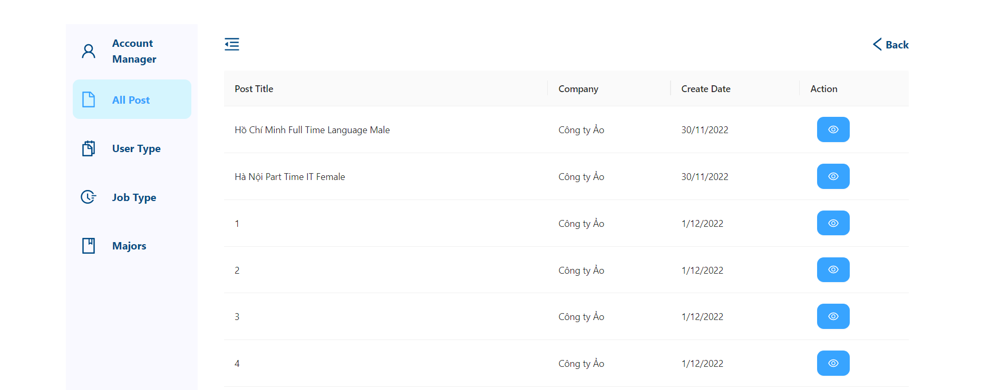 Account
Manager
All Post
User Type
Job Type
Majors
Back
Post Title Company Create Date Action
Hồ Chí Minh Full Time Language Male Công ty Ảo 30/11/2022
Hà Nội Part Time IT Female Công ty Ảo 30/11/2022
1 Công ty Ảo 1/12/2022
2 Công ty Ảo 1/12/2022
3 Công ty Ảo 1/12/2022
4 Công ty Ảo 1/12/2022